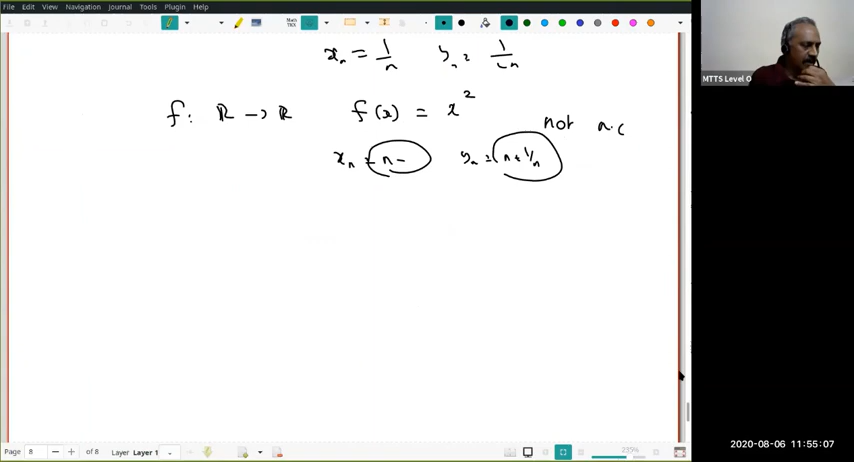 File Edit View Navigation Journal Tools Plugin Help
xₙ = 1/n yₙ = 1/2n
f: ℝ → ℝ f(x) = x²
not u.c
xₙ = n yₙ = n + 1/n
MTTS Level O
Page 8 of 8 Layer Layer 1 235%
2020-08-06 11:55:07